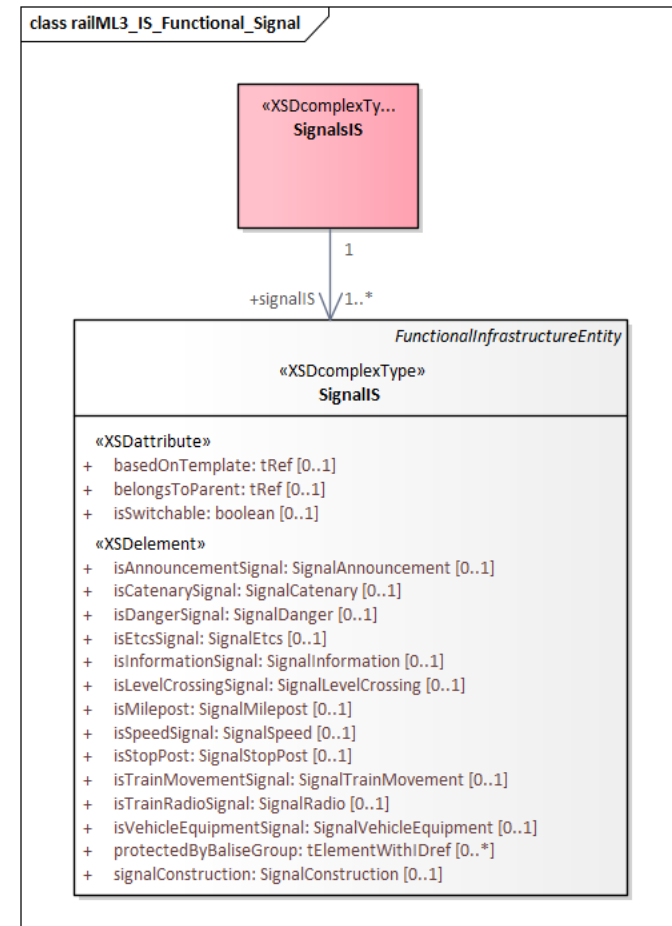 class railML3_IS_Functional_Signal
«XSDcomplexTy...
SignalsIS
1
+signalIS
1..*
FunctionalInfrastructureEntity
«XSDcomplexType»
SignalIS
«XSDattribute»
+ basedOnTemplate: tRef [0..1]
+ belongsToParent: tRef [0..1]
+ isSwitchable: boolean [0..1]
«XSDelement»
+ isAnnouncementSignal: SignalAnnouncement [0..1]
+ isCatenarySignal: SignalCatenary [0..1]
+ isDangerSignal: SignalDanger [0..1]
+ isEtcsSignal: SignalEtcs [0..1]
+ isInformationSignal: SignalInformation [0..1]
+ isLevelCrossingSignal: SignalLevelCrossing [0..1]
+ isMilepost: SignalMilepost [0..1]
+ isSpeedSignal: SignalSpeed [0..1]
+ isStopPost: SignalStopPost [0..1]
+ isTrainMovementSignal: SignalTrainMovement [0..1]
+ isTrainRadioSignal: SignalRadio [0..1]
+ isVehicleEquipmentSignal: SignalVehicleEquipment [0..1]
+ protectedByBaliseGroup: tElementWithIDref [0..*]
+ signalConstruction: SignalConstruction [0..1]